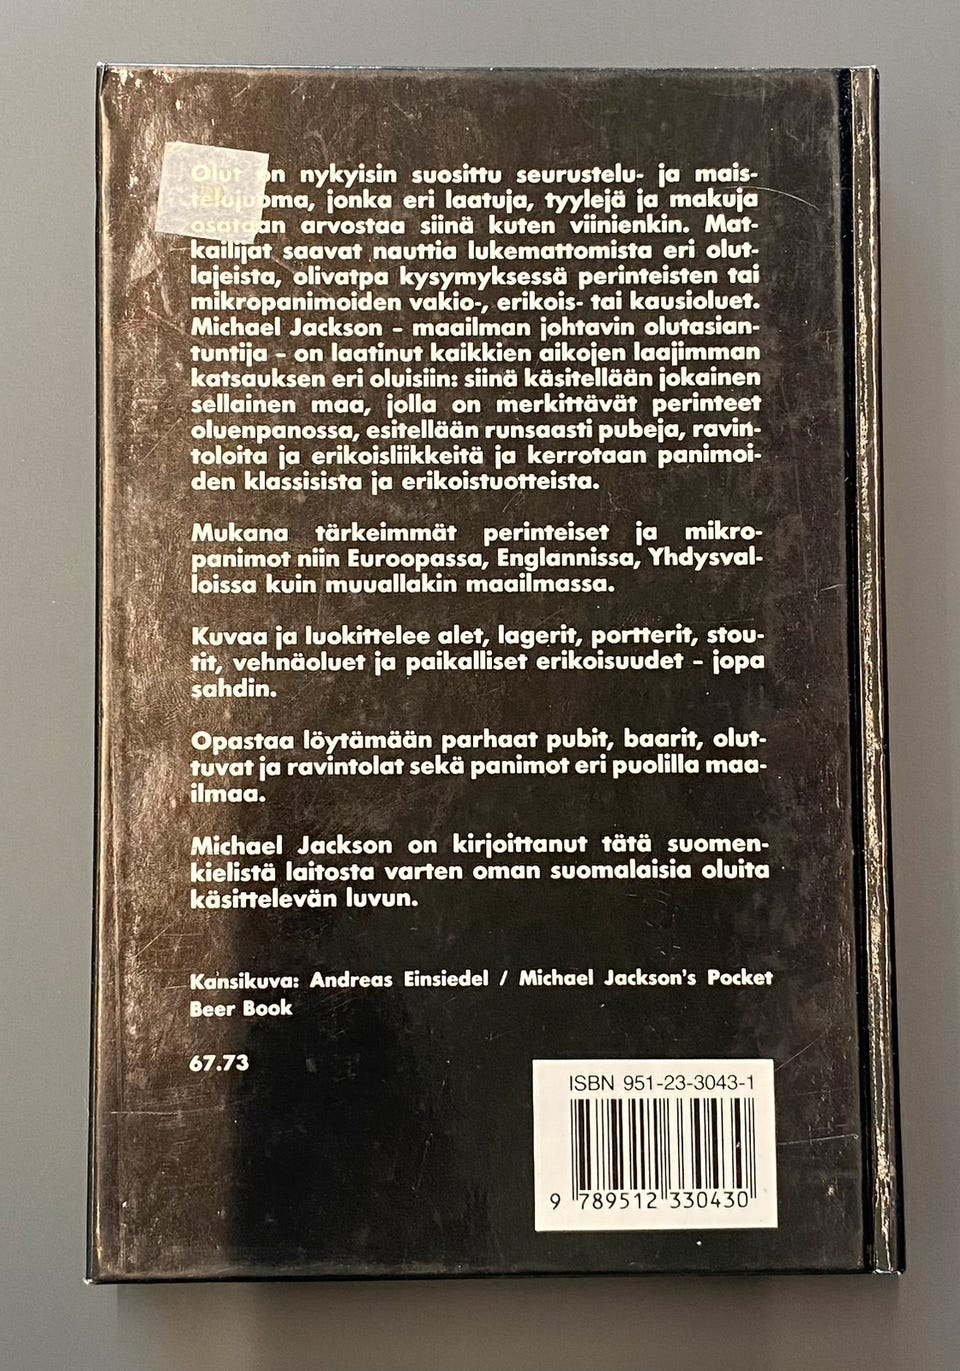 Olut on nykyisin suosittu seurustelu- ja mais-
telujuoma, jonka eri laatuja, tyylejä ja makuja
osataan arvostaa siinä kuten viinienkin. Mat-
kailijat saavat nauttia lukemattomista eri olut-
lajeista, olivatpa kysymyksessä perinteisten tai
mikropanimoiden vakio-, erikois- tai kausioluet.
Michael Jackson – maailman johtavin olutasian-
tuntija – on laatinut kaikkien aikojen laajimman
katsauksen eri oluisiin: siinä käsitellään jokainen
sellainen maa, jolla on merkittävät perinteet
oluenpanossa, esitellään runsaasti pubeja, ravin-
toloita ja erikoisliikkeitä ja kerrotaan panimoi-
den klassisista ja erikoistuotteista.
Mukana tärkeimmät perinteiset ja mikro-
panimot niin Euroopassa, Englannissa, Yhdysval-
loissa kuin muuallakin maailmassa.
Kuvaa ja luokittelee alet, lagerit, portterit, stou-
tit, vehnäoluet ja paikalliset erikoisuudet – jopa
sahdin.
Opastaa löytämään parhaat pubit, baarit, olut-
tuvat ja ravintolat sekä panimot eri puolilla maa-
ilmaa.
Michael Jackson on kirjoittanut tätä suomen-
kielistä laitosta varten oman suomalaisia oluita
käsittelevän luvun.
Kansikuva: Andreas Einsiedel / Michael Jackson's Pocket
Beer Book
67.73
ISBN 951-23-3043-1
9 789512 330430